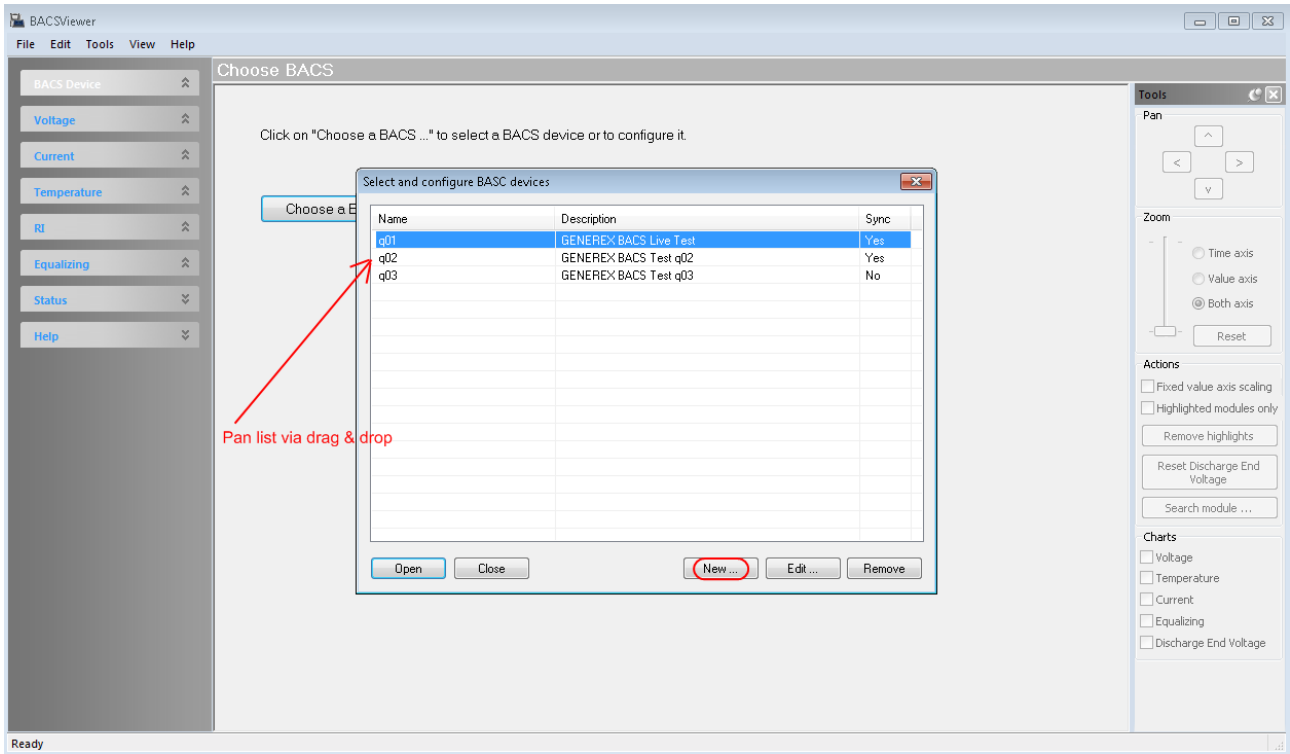 BACSViewer
File Edit Tools View Help
BACS Device
Voltage
Current
Temperature
RI
Equalizing
Status
Help
Choose BACS
Click on "Choose a BACS ..." to select a BACS device or to configure it.
Choose a B
Select and configure BASC devices
Name Description Sync
q01 GENEREX BACS Live Test Yes
q02 GENEREX BACS Test q02 Yes
q03 GENEREX BACS Test q03 No
Pan list via drag & drop
Open Close New ... Edit ... Remove
Tools
Pan
^
< >
v
Zoom
Time axis
Value axis
Both axis
Reset
Actions
Fixed value axis scaling
Highlighted modules only
Remove highlights
Reset Discharge End
Voltage
Search module ...
Charts
Voltage
Temperature
Current
Equalizing
Discharge End Voltage
Ready